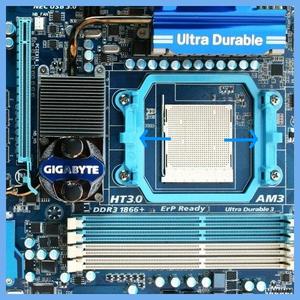 NEC USB 3.0
Ultra Durable
GIGABYTE
HT3.0
AM3
DDR3 1866+
ErP Ready
Ultra Durable 3